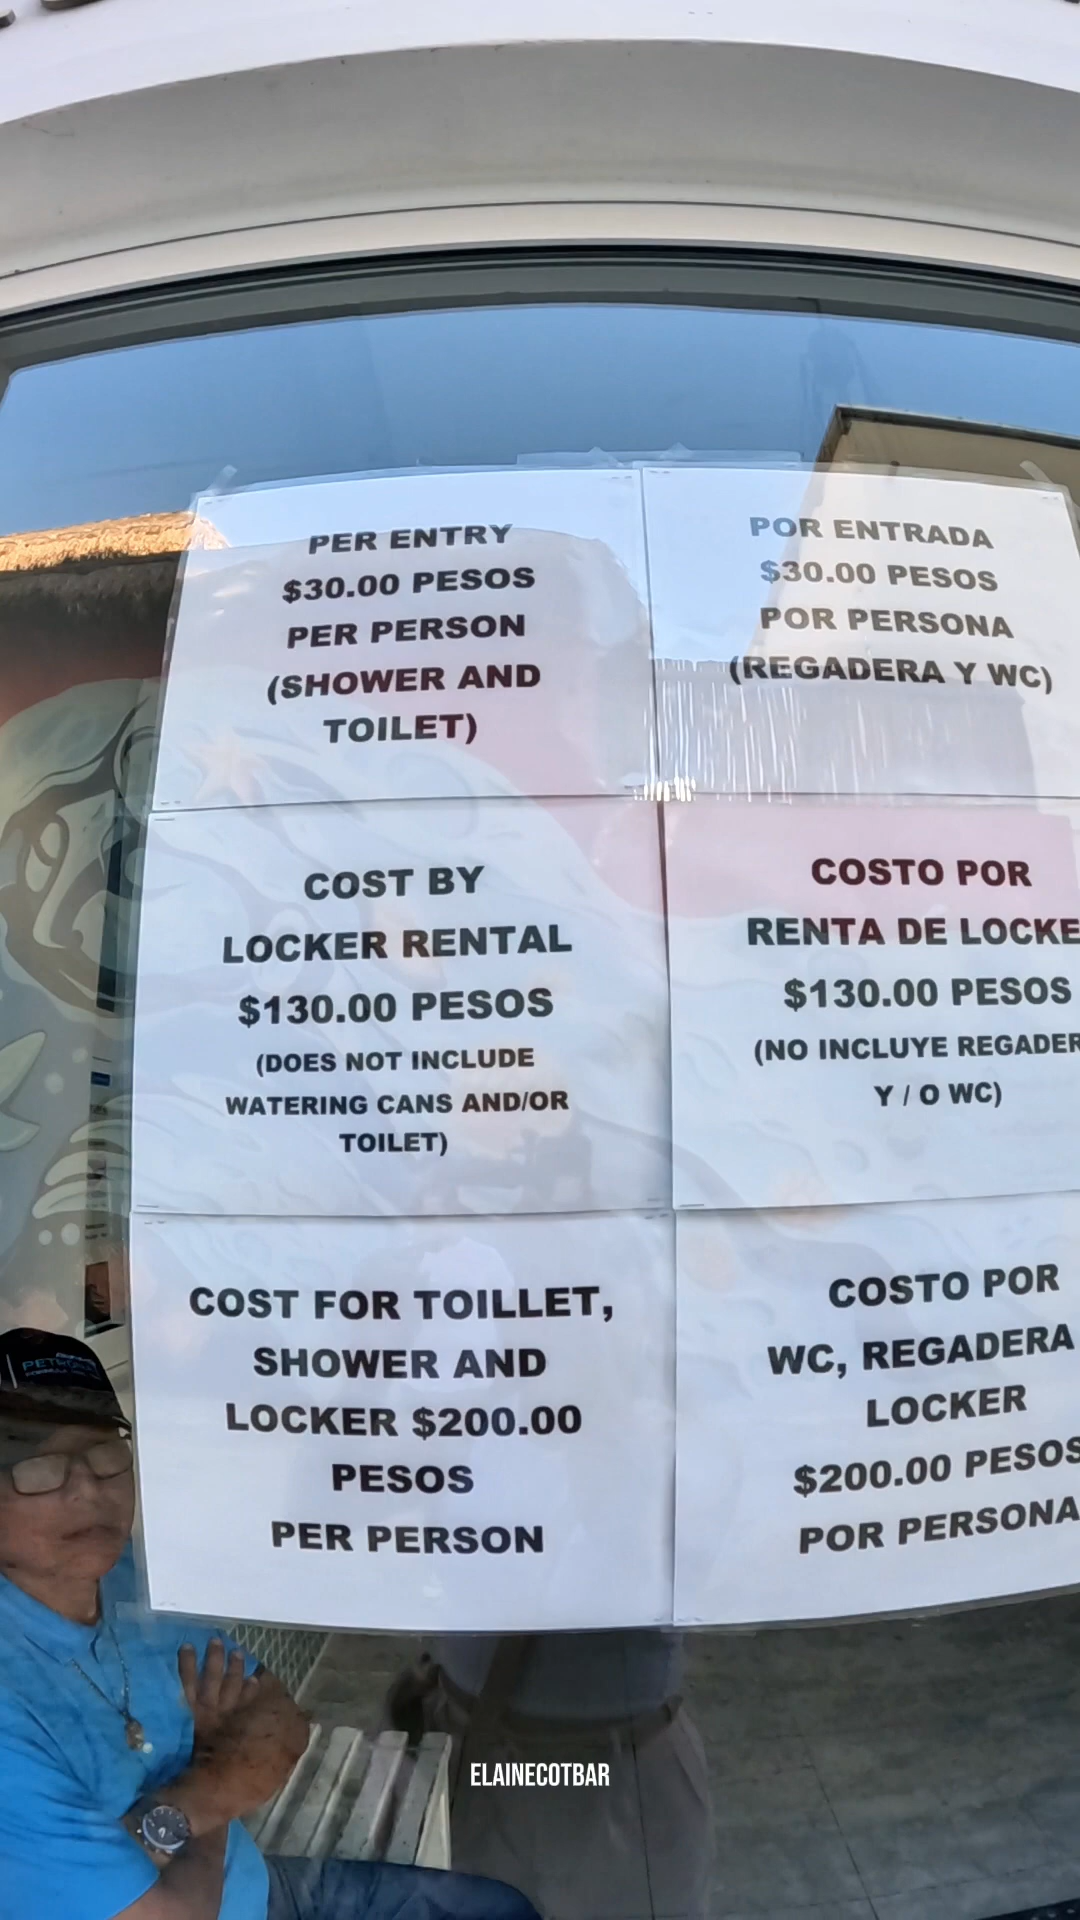 PER ENTRY
$30.00 PESOS
PER PERSON
(SHOWER AND
TOILET)
POR ENTRADA
$30.00 PESOS
POR PERSONA
(REGADERA Y WC)
COST BY
LOCKER RENTAL
$130.00 PESOS
(DOES NOT INCLUDE
WATERING CANS AND/OR
TOILET)
COSTO POR
RENTA DE LOCKE
$130.00 PESOS
(NO INCLUYE REGADER
Y / O WC)
COST FOR TOILLET,
SHOWER AND
LOCKER $200.00
PESOS
PER PERSON
COSTO POR
WC, REGADERA
LOCKER
$200.00 PESOS
POR PERSONA
ELAINECOTBAR